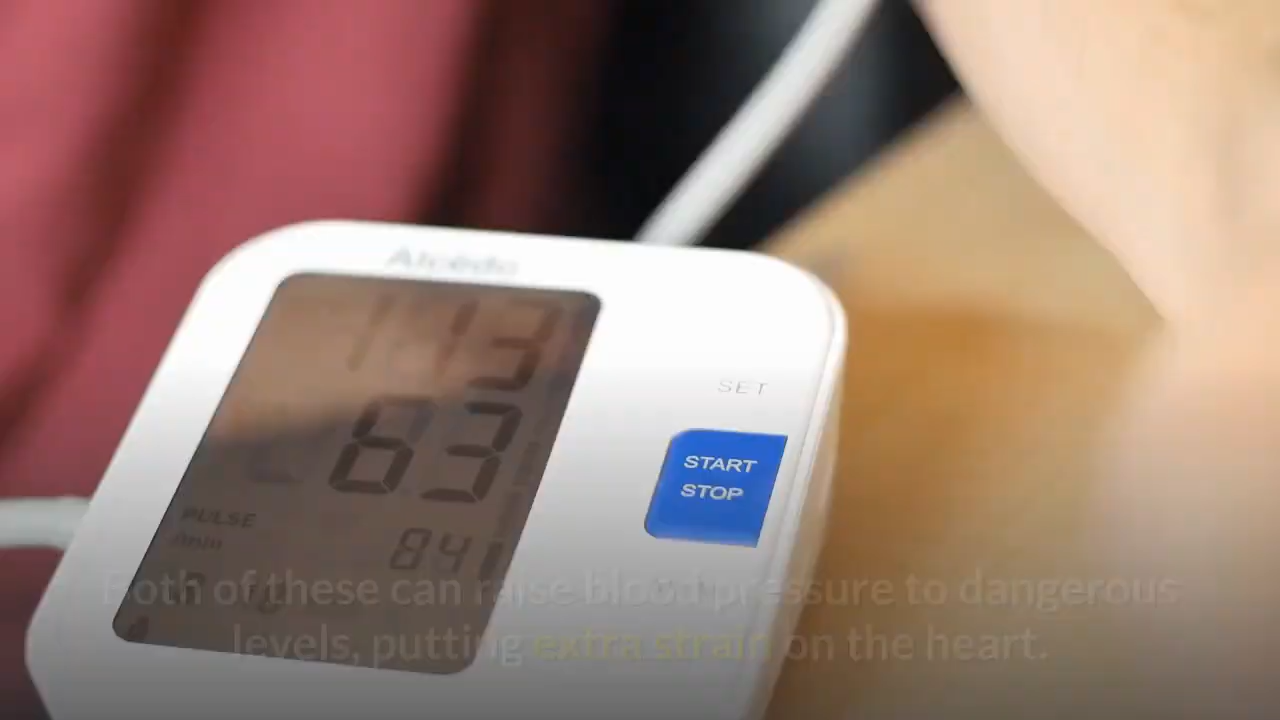 Alcedo
113
63
SET
START
STOP
PULSE
/min
84
Both of these can raise blood pressure to dangerous
levels, putting extra strain on the heart.